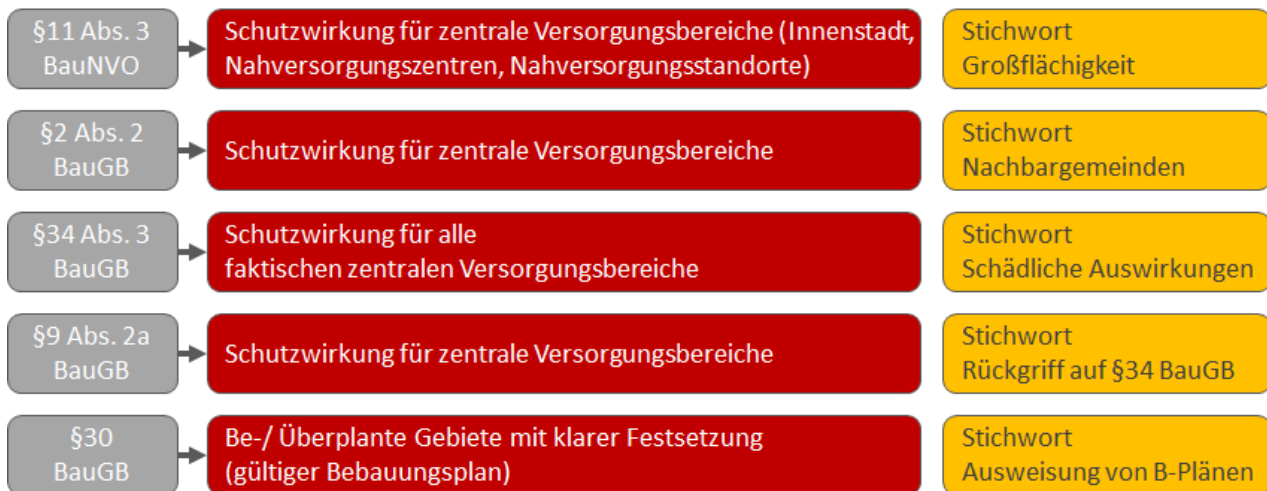 §11 Abs. 3
BauNVO
Schutzwirkung für zentrale Versorgungsbereiche (Innenstadt,
Nahversorgungszentren, Nahversorgungsstandorte)
Stichwort
Großflächigkeit
§2 Abs. 2
BauGB
Schutzwirkung für zentrale Versorgungsbereiche
Stichwort
Nachbargemeinden
§34 Abs. 3
BauGB
Schutzwirkung für alle
faktischen zentralen Versorgungsbereiche
Stichwort
Schädliche Auswirkungen
§9 Abs. 2a
BauGB
Schutzwirkung für zentrale Versorgungsbereiche
Stichwort
Rückgriff auf §34 BauGB
§30
BauGB
Be-/ Überplante Gebiete mit klarer Festsetzung
(gültiger Bebauungsplan)
Stichwort
Ausweisung von B-Plänen